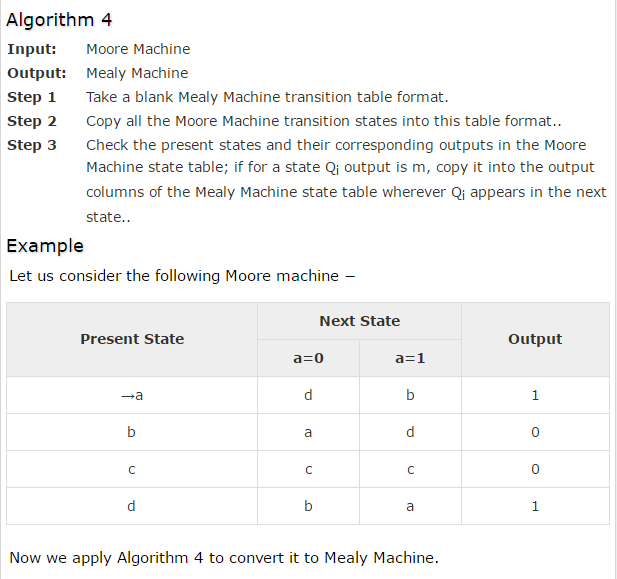 Algorithm 4
Input: Moore Machine
Output: Mealy Machine
Step 1 Take a blank Mealy Machine transition table format.
Step 2 Copy all the Moore Machine transition states into this table format..
Step 3 Check the present states and their corresponding outputs in the Moore
Machine state table; if for a state Qi output is m, copy it into the output
columns of the Mealy Machine state table wherever Qi appears in the next
state..
Example
Let us consider the following Moore machine −
Present State Next State Output
a=0 a=1
→a d b 1
b a d 0
c c c 0
d b a 1
Now we apply Algorithm 4 to convert it to Mealy Machine.